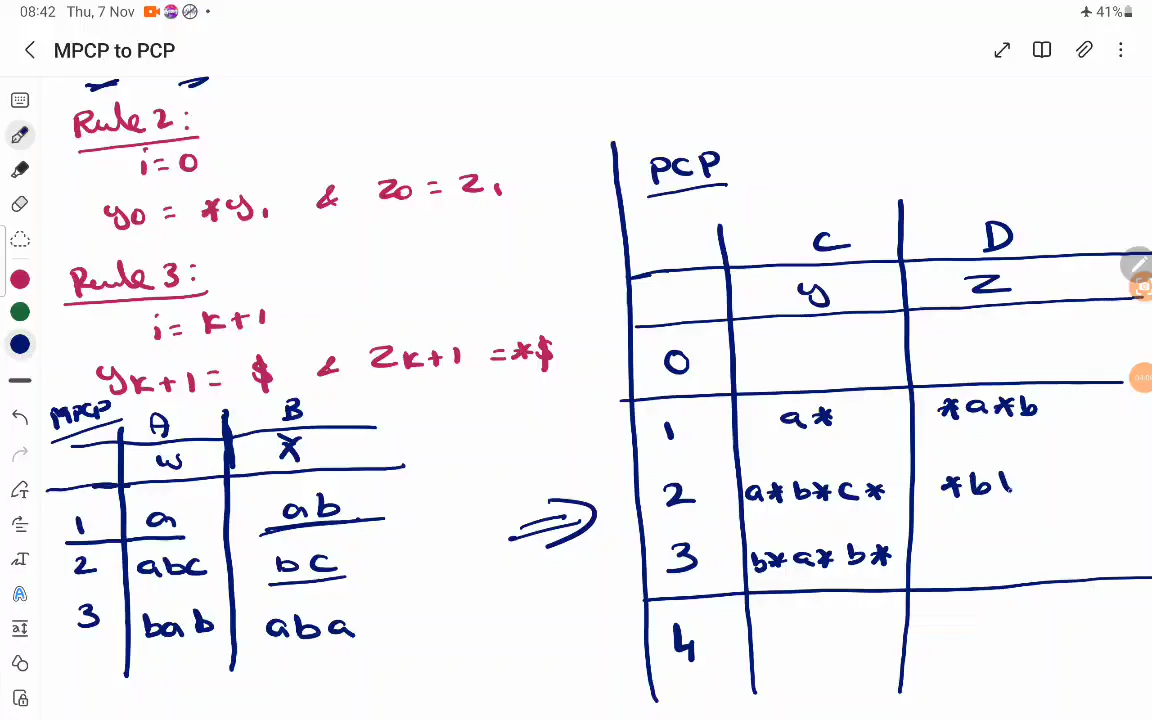 08:42 Thu, 7 Nov
41%
MPCP to PCP
Rule 2:
i=0
y0 = *y1 & z0 = z1
Rule 3:
i= k+1
yk+1 = $ & zk+1 =*$
MPCP A B
w x
1 a ab
2 abc bc
3 bab aba
PCP
C D
y z
0
1 a* *a*b
2 a*b*c* *b
3 b*a*b*
4